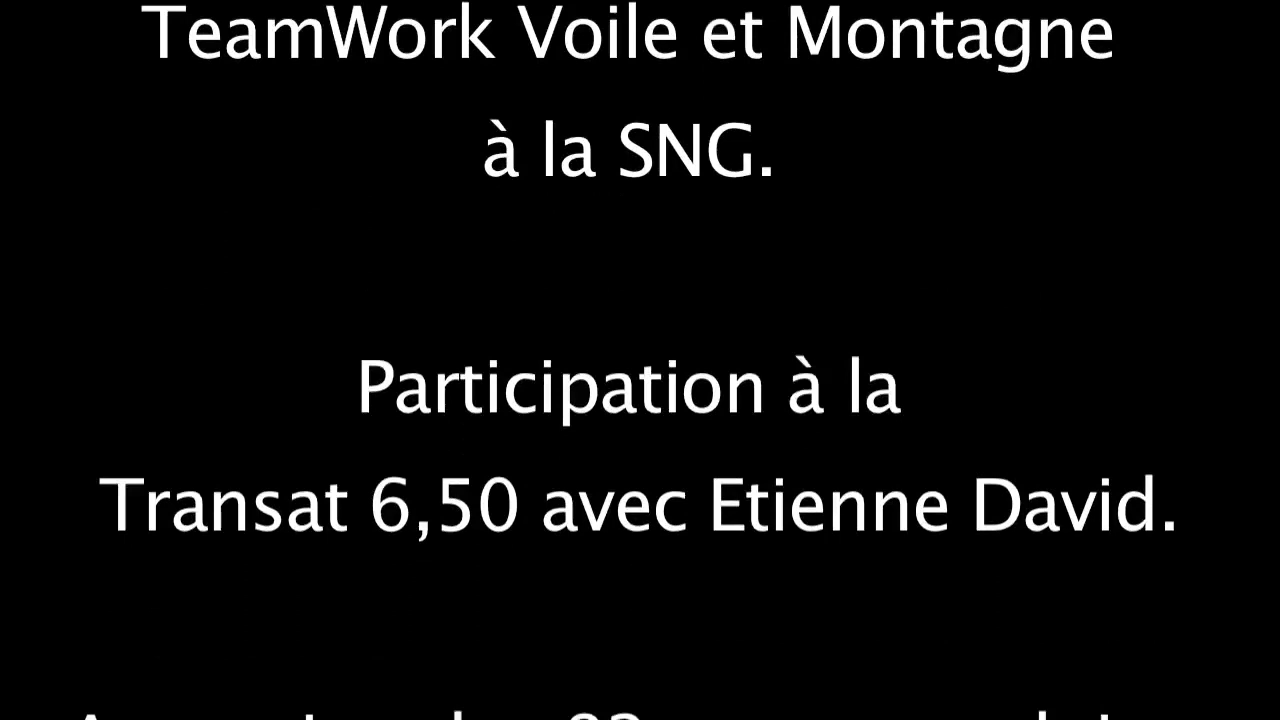 TeamWork Voile et Montagne
à la SNG.
Participation à la
Transat 6,50 avec Etienne David.